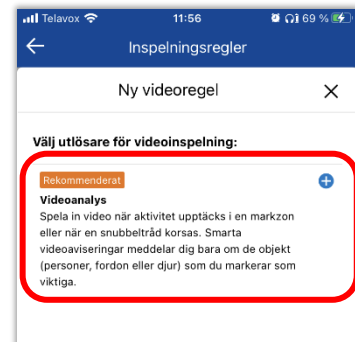 Telavox 11:56 69 %
Inspelningsregler
Ny videoregel
Välj utlösare för videoinspelning:
Rekommenderat
Videoanalys
Spela in video när aktivitet upptäcks i en markzon
eller när en snubbeltråd korsas. Smarta
videoaviseringar meddelar dig bara om de objekt
(personer, fordon eller djur) som du markerar som
viktiga.